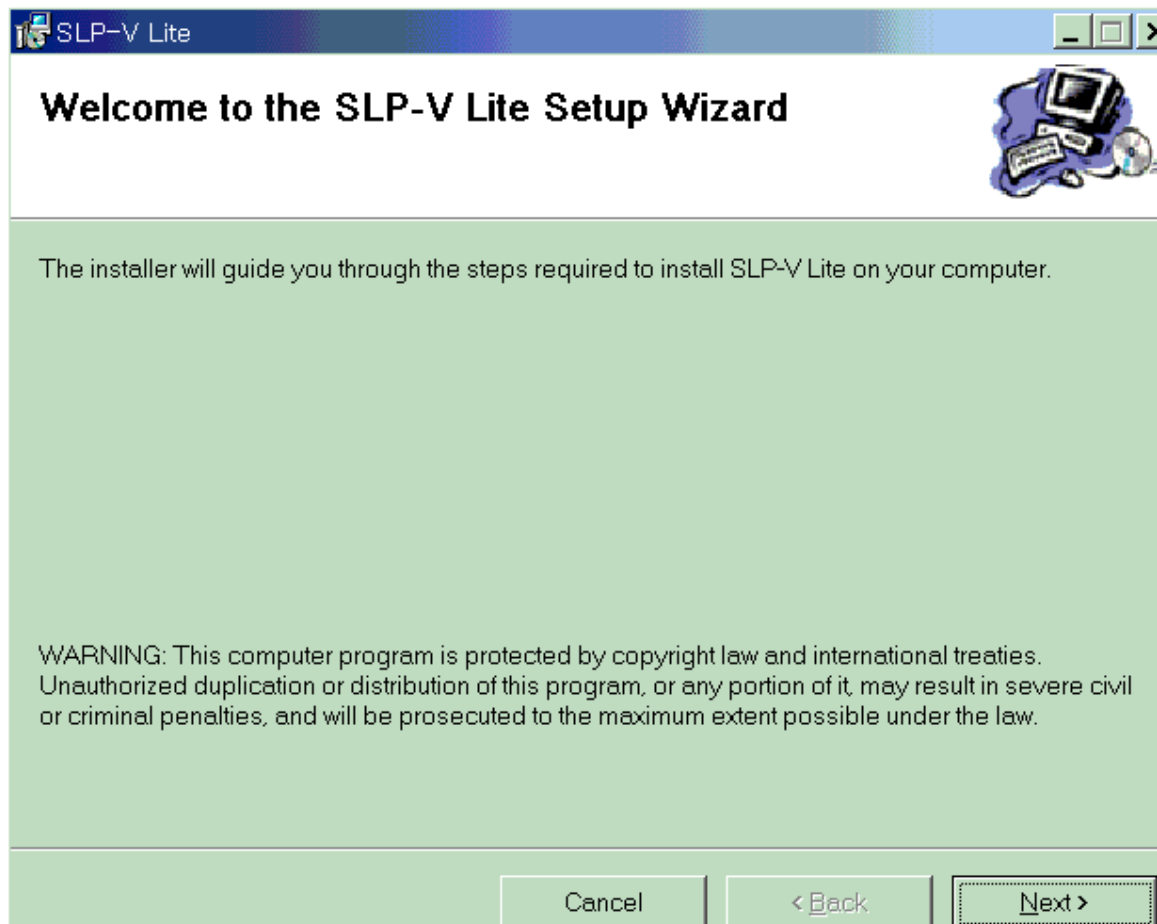 SLP-V Lite
Welcome to the SLP-V Lite Setup Wizard
The installer will guide you through the steps required to install SLP-V Lite on your computer.
WARNING: This computer program is protected by copyright law and international treaties.
Unauthorized duplication or distribution of this program, or any portion of it, may result in severe civil
or criminal penalties, and will be prosecuted to the maximum extent possible under the law.
Cancel
< Back
Next >